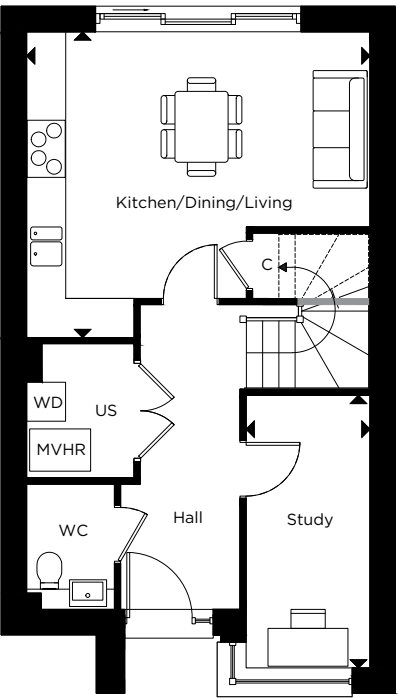 Kitchen/Dining/Living
C
WD
US
MVHR
Hall
Study
WC